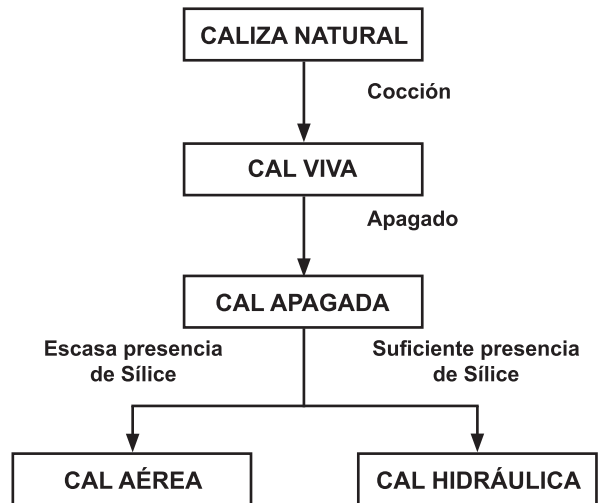 CALIZA NATURAL
Cocción
CAL VIVA
Apagado
CAL APAGADA
Escasa presencia
de Sílice
Suficiente presencia
de Sílice
CAL AÉREA
CAL HIDRÁULICA